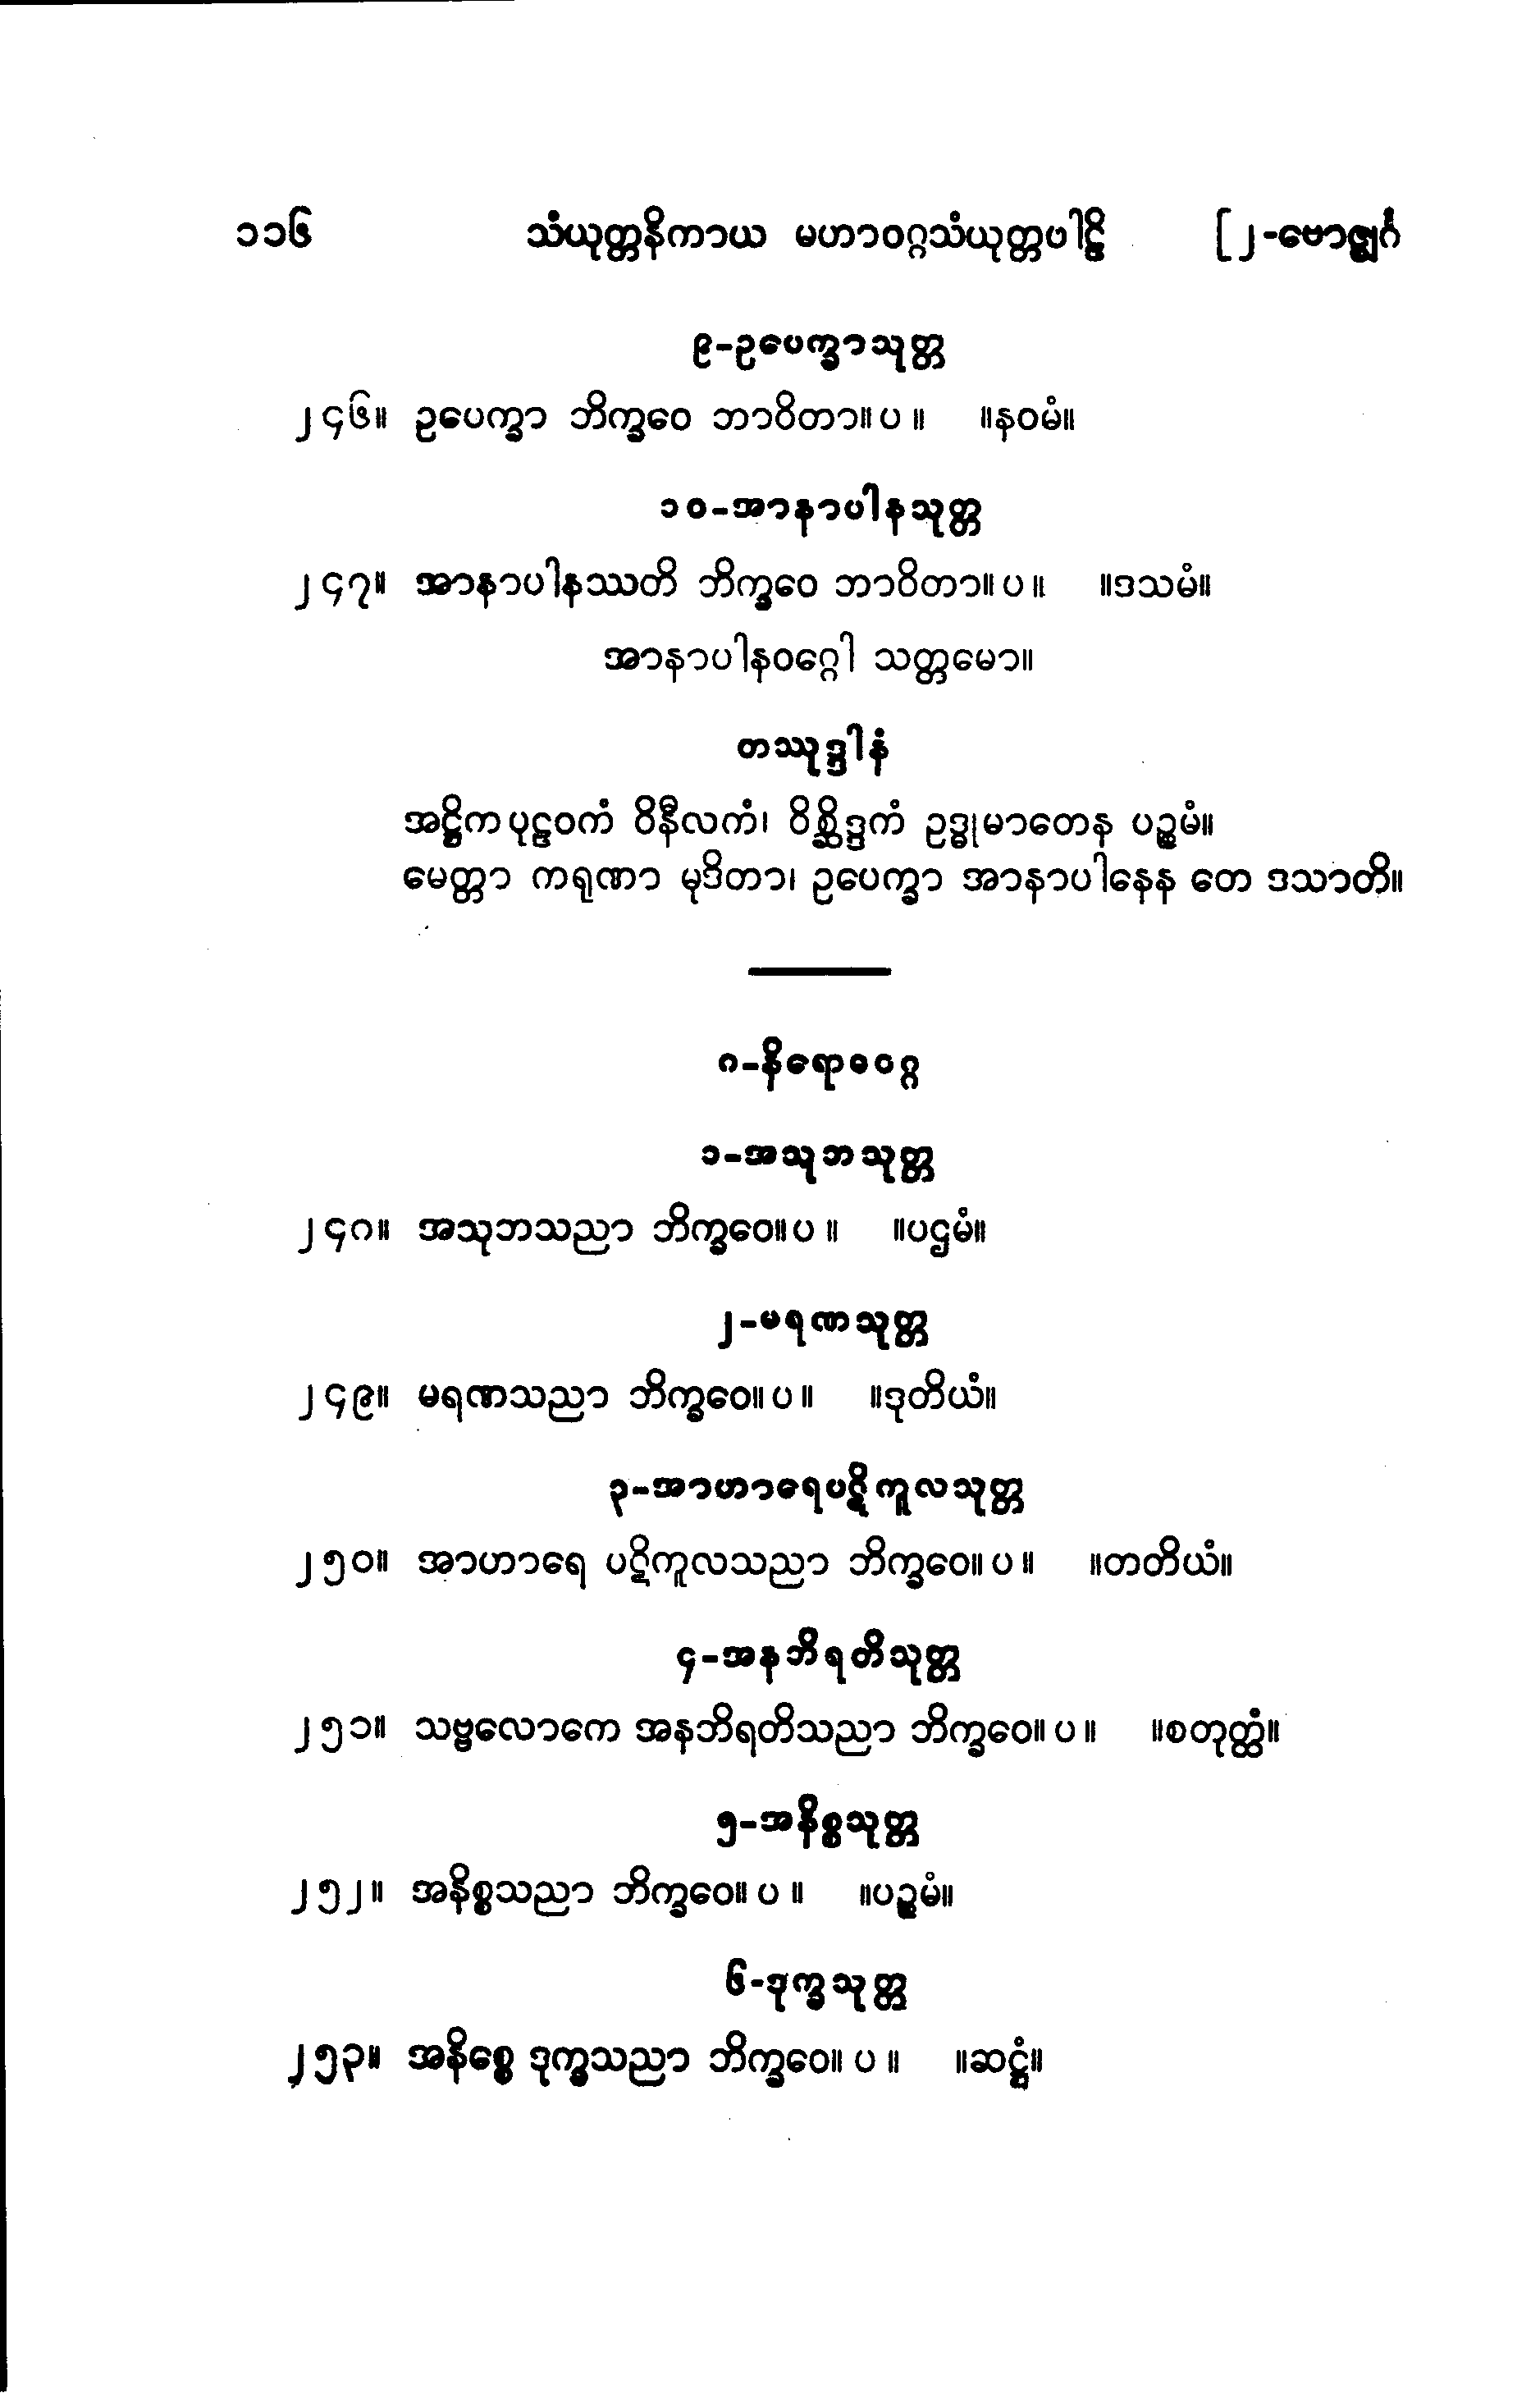 ၁၁၆ သံယုတ္တနိကာယ မဟာဝဂ္ဂသံယုတ္တပါဠိ [၂-ဗောဇ္ဈင်္ဂ
၉-ဥပေက္ခာသုတ္တ
၂၄၆။ ဥပေက္ခာ ဘိက္ခဝေ ဘာဝိတာ။ပ။ ။နဝမံ။
၁၀-အာနာပါနသုတ္တ
၂၄၇။ အာနာပါနဿတိ ဘိက္ခဝေ ဘာဝိတာ။ပ။ ။ဒသမံ။
အာနာပါနဝဂ္ဂေါ သတ္တမော။
တဿုဒ္ဒါနံ
အဋ္ဌိကပုဠဝကံ ဝိနီလကံ၊ ဝိစ္ဆိဒ္ဒကံ ဥဒ္ဓုမာတေန ပဉ္စမံ။
မေတ္တာ ကရုဏာ မုဒိတာ၊ ဥပေက္ခာ အာနာပါနေန တေ ဒသာတိ။
၈-နိရောဓဝဂ္ဂ
၁-အသုဘသုတ္တ
၂၄၈။ အသုဘသညာ ဘိက္ခဝေ။ပ။ ။ပဌမံ။
၂-မရဏသုတ္တ
၂၄၉။ မရဏသညာ ဘိက္ခဝေ။ပ။ ။ဒုတိယံ။
၃-အာဟာရေပဋိကူလသုတ္တ
၂၅၀။ အာဟာရေ ပဋိကူလသညာ ဘိက္ခဝေ။ပ။ ။တတိယံ။
၄-အနဘိရတိသုတ္တ
၂၅၁။ သဗ္ဗလောကေ အနဘိရတိသညာ ဘိက္ခဝေ။ပ။ ။စတုတ္ထံ။
၅-အနိစ္စသုတ္တ
၂၅၂။ အနိစ္စသညာ ဘိက္ခဝေ။ပ။ ။ပဉ္စမံ။
၆-ဒုက္ခသုတ္တ
၂၅၃။ အနိစ္စေ ဒုက္ခသညာ ဘိက္ခဝေ။ပ။ ။ဆဋ္ဌံ။